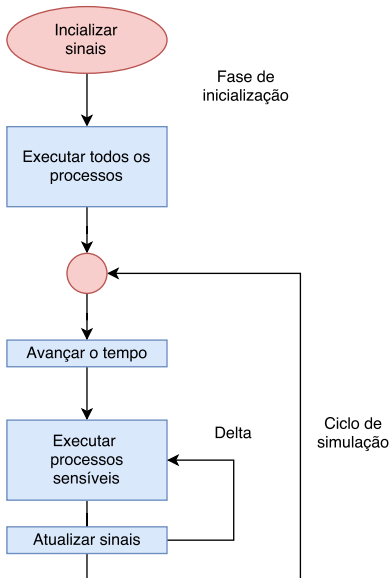 Incializar
sinais
Fase de
inicialização
Executar todos os
processos
Avançar o tempo
Executar
processos
sensíveis
Delta
Ciclo de
simulação
Atualizar sinais